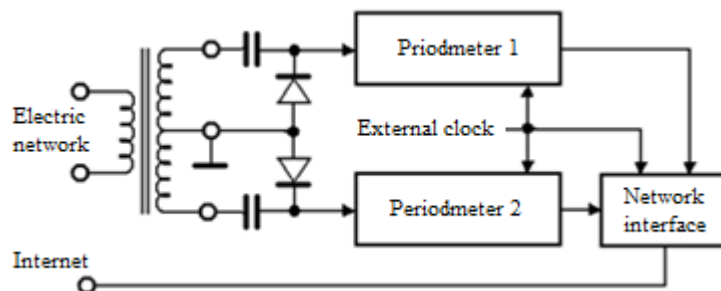 Priodmeter 1
Electric
network
External clock
Periodmeter 2
Network
interface
Internet